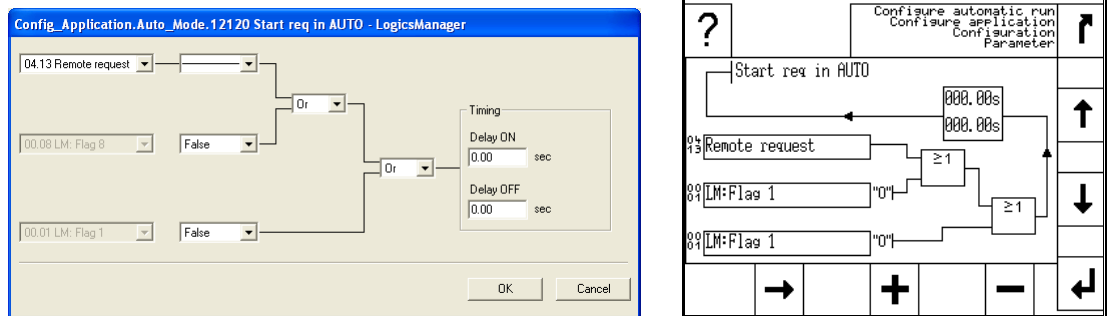 Config_Application.Auto_Mode.12120 Start req in AUTO - LogicsManager
04.13 Remote request
Or
Timing
Delay ON
0.00 sec
00.08 LM: Flag 8
False
Or
Delay OFF
0.00 sec
00.01 LM: Flag 1
False
OK
Cancel
?
Configure automatic run
Configure application
Configuration
Parameter
Start req in AUTO
000.00s
000.00s
04
13
Remote request
≥1
00
01
LM:Flag 1
"0"
≥1
00
01
LM:Flag 1
"0"